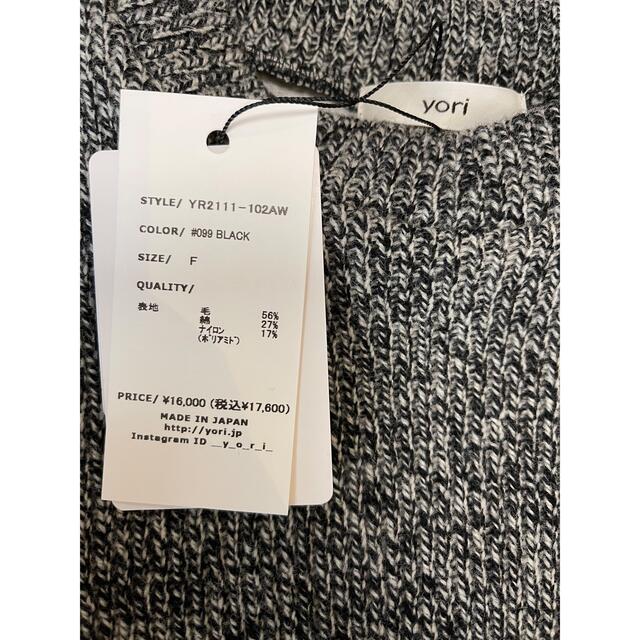 yori
STYLE/ YR2111-102AW
COLOR/ #099 BLACK
SIZE/ F
QUALITY/
表地 毛 56%
綿 27%
ナイロン 17%
(ポリアミド)
PRICE/ ¥16,000 (税込¥17,600)
MADE IN JAPAN
http://yori.jp
Instagram ID __y_o_r_i_